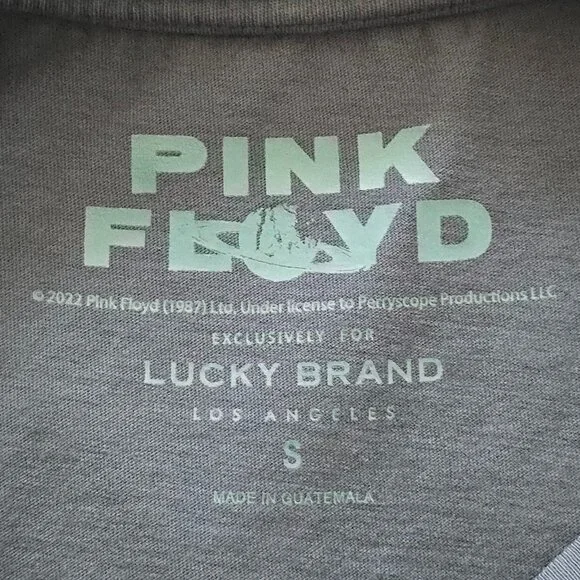 PINK
FLOYD
© 2022 Pink Floyd (1987) Ltd. Under license to Perryscope Productions LLC
EXCLUSIVELY FOR
LUCKY BRAND
LOS ANGELES
S
MADE IN GUATEMALA